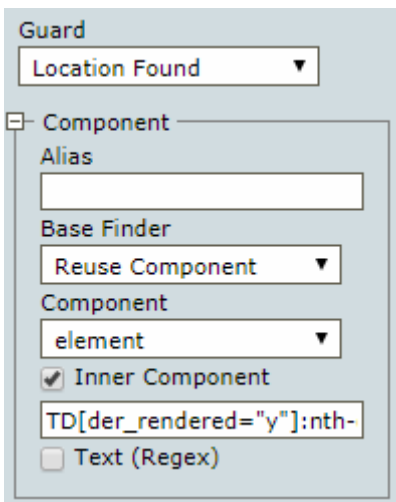 Guard
Location Found
Component
Alias
Base Finder
Reuse Component
Component
element
Inner Component
TD[der_rendered="y"]:nth-
Text (Regex)